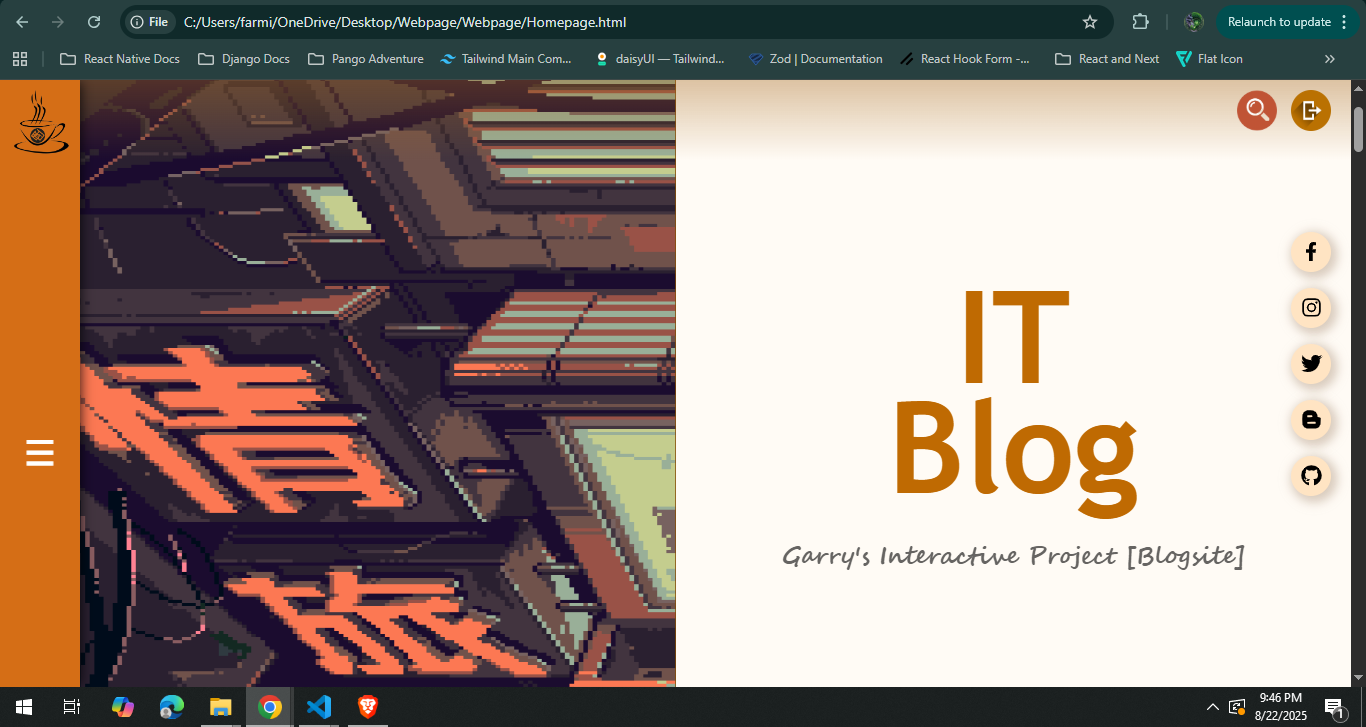 File
C:/Users/farmi/OneDrive/Desktop/Webpage/Webpage/Homepage.html
Relaunch to update
React Native Docs
Django Docs
Pango Adventure
Tailwind Main Com...
daisyUI — Tailwind...
Zod | Documentation
React Hook Form -...
React and Next
Flat Icon
IT
Blog
Garry's Interactive Project [Blogsite]
9:46 PM
8/22/2025
1